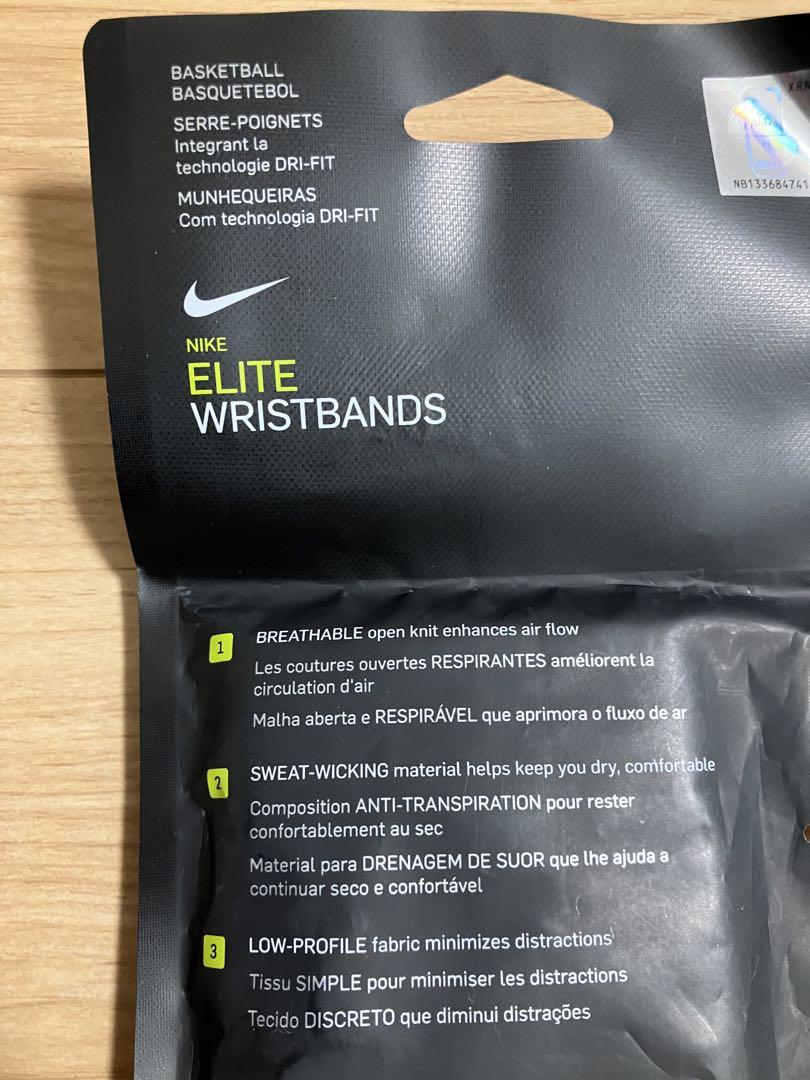 BASKETBALL
BASQUETEBOL
SERRE-POIGNETS
Integrant la
technologie DRI-FIT
MUNHEQUEIRAS
Com technologia DRI-FIT
NB133684741
NIKE
ELITE
WRISTBANDS
1
BREATHABLE open knit enhances air flow
Les coutures ouvertes RESPIRANTES améliorent la
circulation d'air
Malha aberta e RESPIRÁVEL que aprimora o fluxo de ar
2
SWEAT-WICKING material helps keep you dry, comfortable
Composition ANTI-TRANSPIRATION pour rester
confortablement au sec
Material para DRENAGEM DE SUOR que lhe ajuda a
continuar seco e confortável
3
LOW-PROFILE fabric minimizes distractions
Tissu SIMPLE pour minimiser les distractions
Tecido DISCRETO que diminui distrações